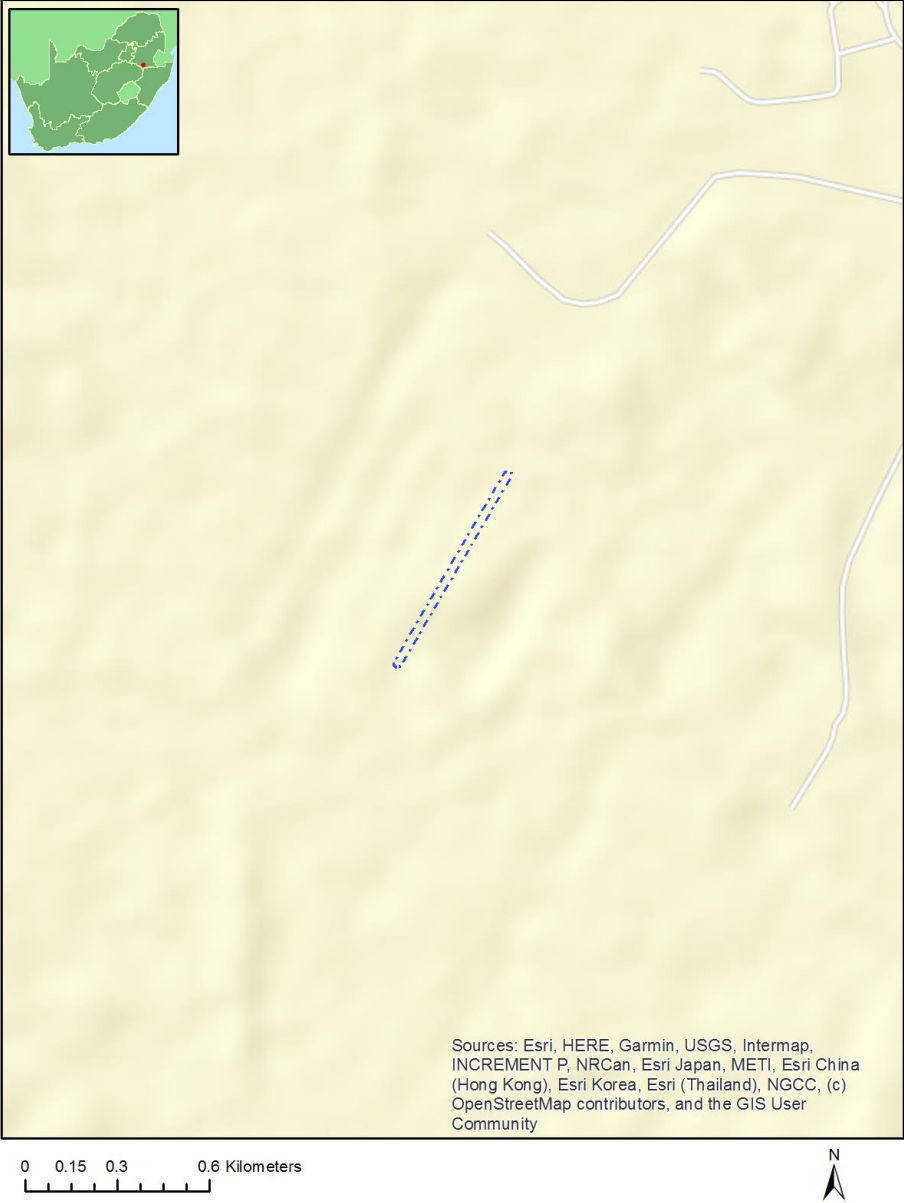 Sources: Esri, HERE, Garmin, USGS, Intermap,
INCREMENT P, NRCan, Esri Japan, METI, Esri China
(Hong Kong), Esri Korea, Esri (Thailand), NGCC, (c)
OpenStreetMap contributors, and the GIS User
Community
N
0 0.15 0.3 0.6 Kilometers